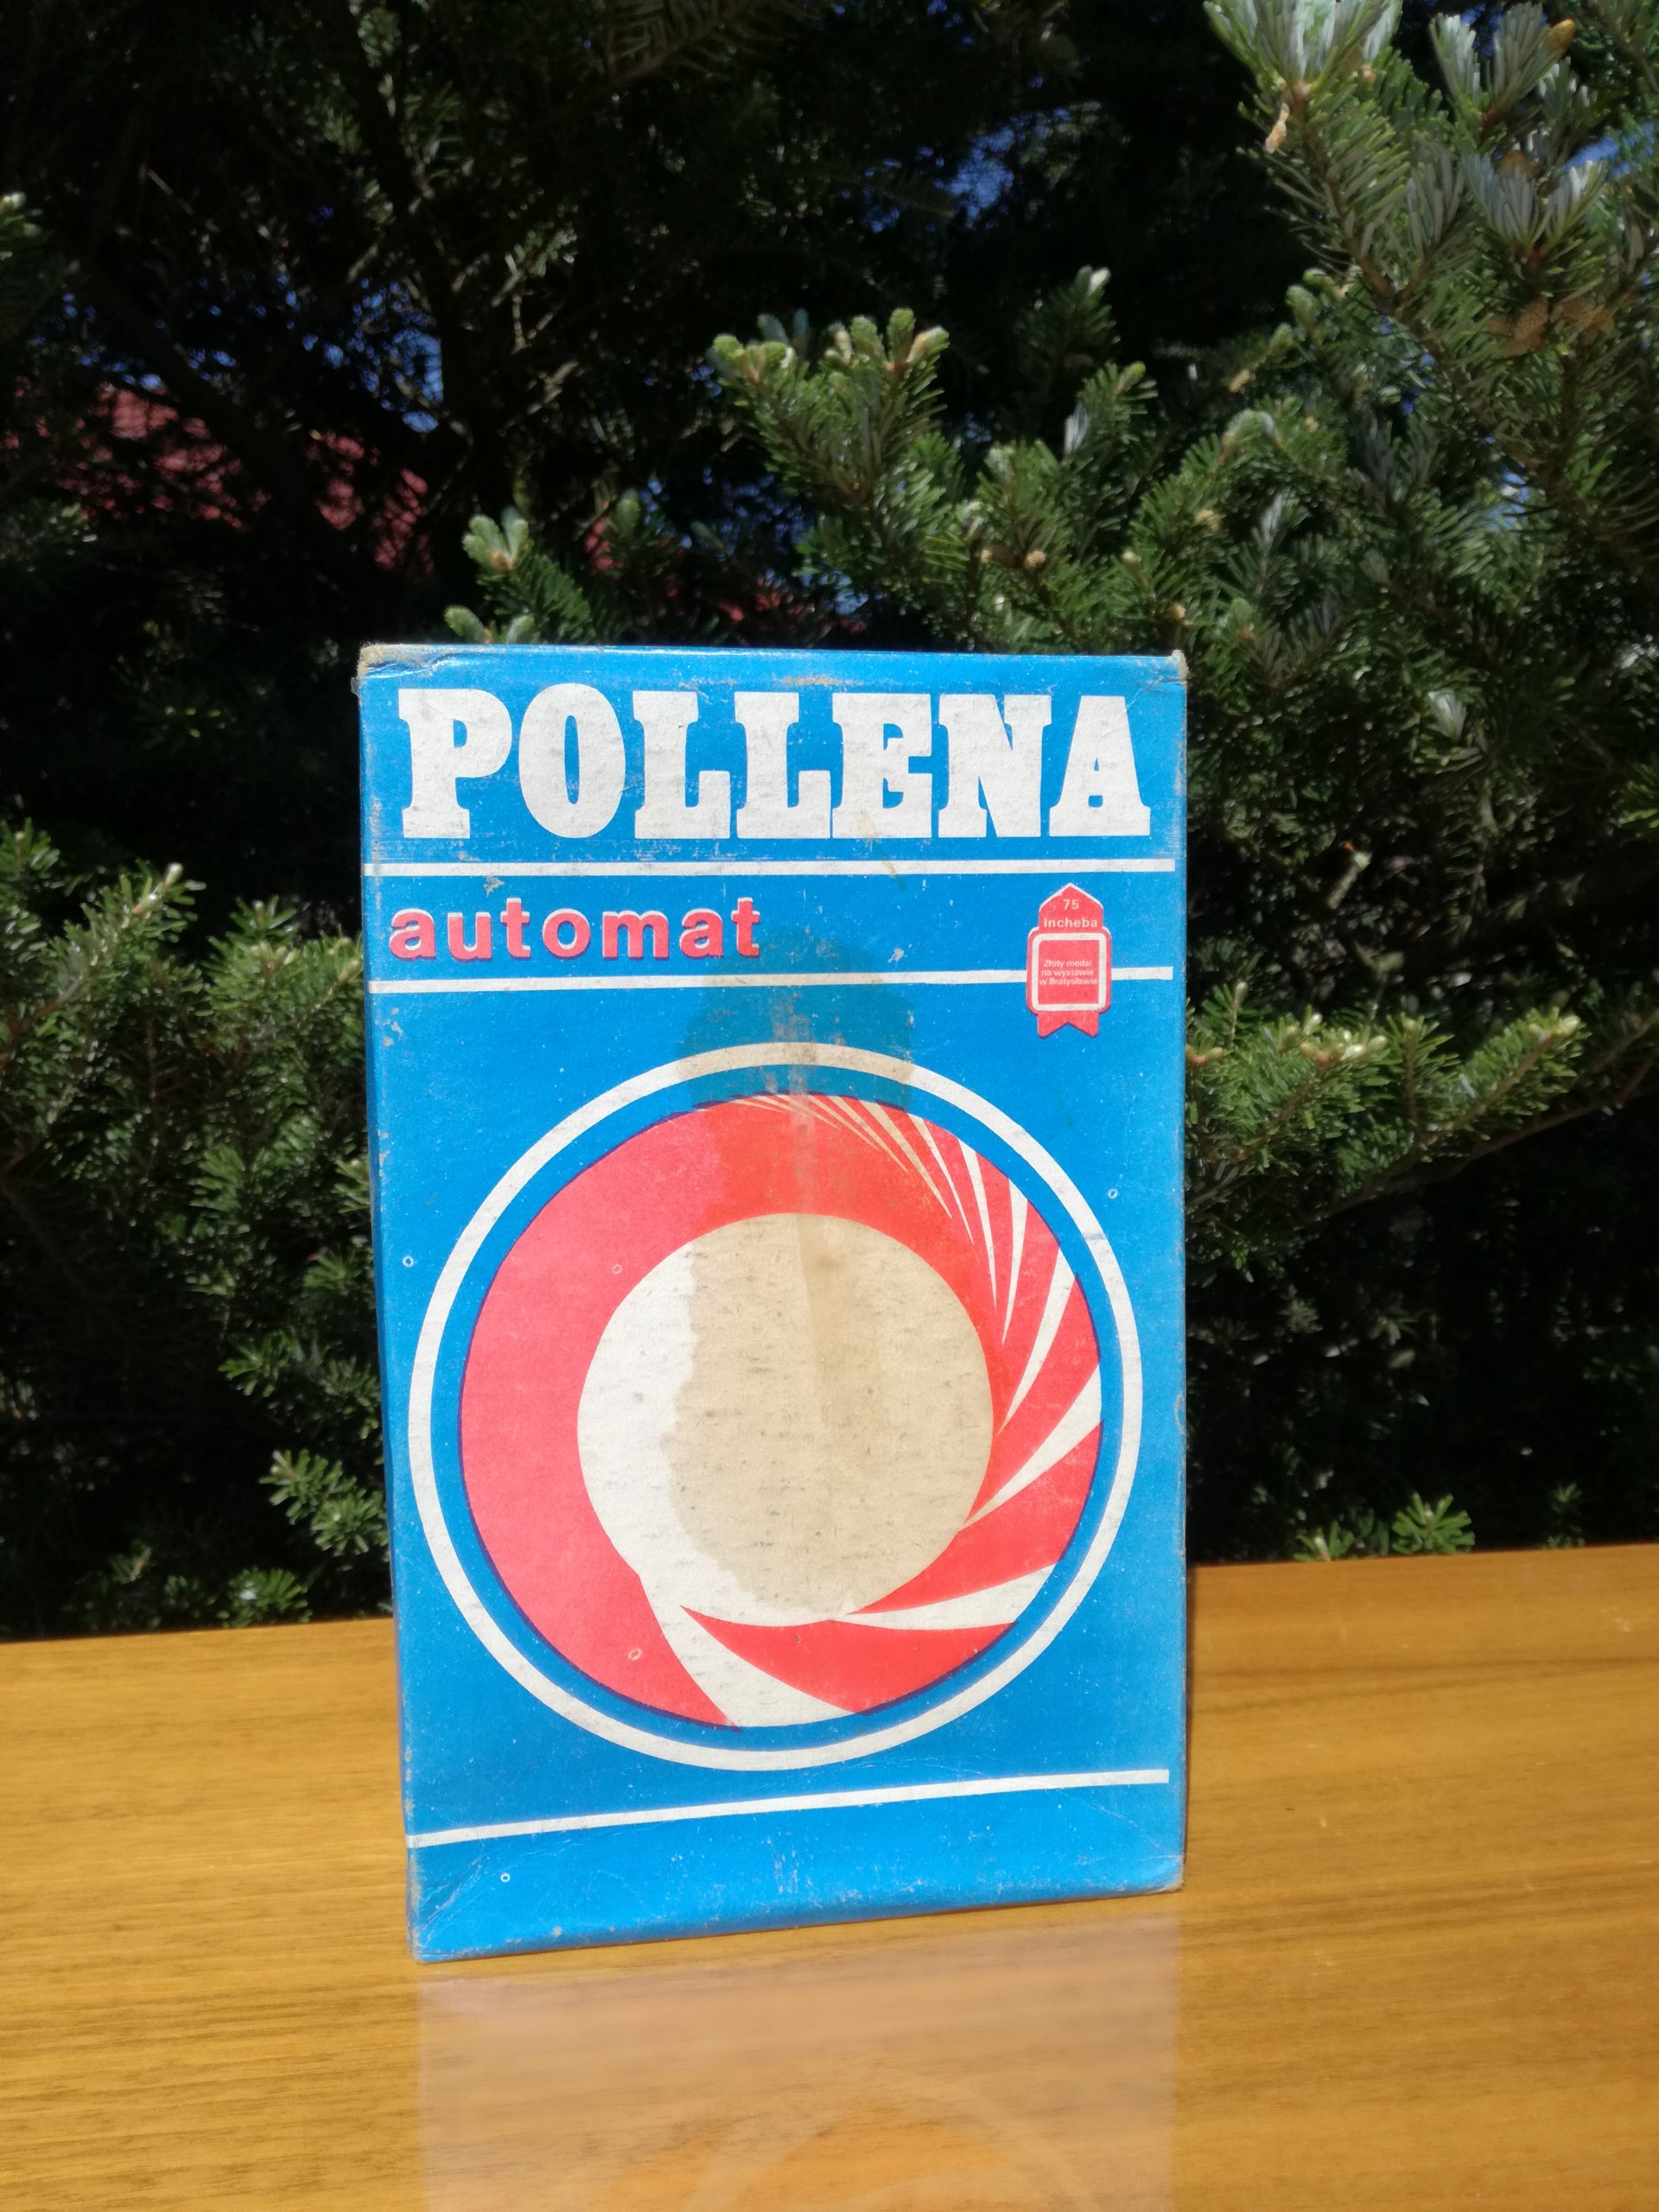 POLLENA
automat
75
Incheba
Złoty medal
na wystawie
w Bratysławie